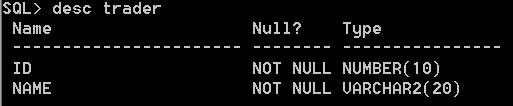 SQL> desc trader
Name Null? Type
----------------------- -------- ----------------
ID NOT NULL NUMBER(10)
NAME NOT NULL VARCHAR2(20)